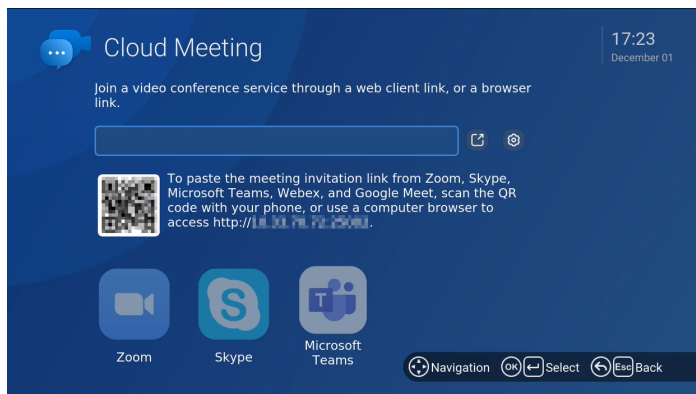 Cloud Meeting
17:23
December 01
Join a video conference service through a web client link, or a browser
link.
To paste the meeting invitation link from Zoom, Skype,
Microsoft Teams, Webex, and Google Meet, scan the QR
code with your phone, or use a computer browser to
access http://
Zoom
Skype
Microsoft
Teams
Navigation OK Select Esc Back